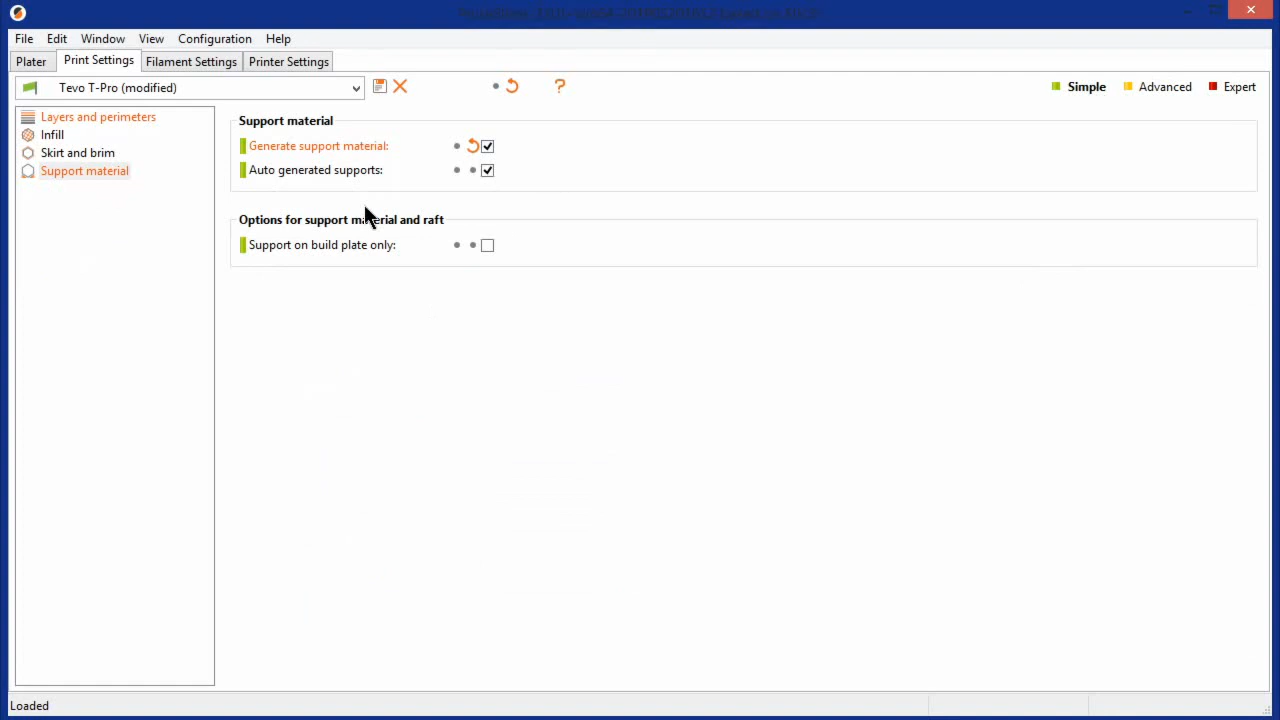 File Edit Window View Configuration Help
Plater Print Settings Filament Settings Printer Settings
Tevo T-Pro (modified) ? Simple Advanced Expert
Layers and perimeters
Infill
Skirt and brim
Support material
Support material
Generate support material:
Auto generated supports:
Options for support material and raft
Support on build plate only:
Loaded